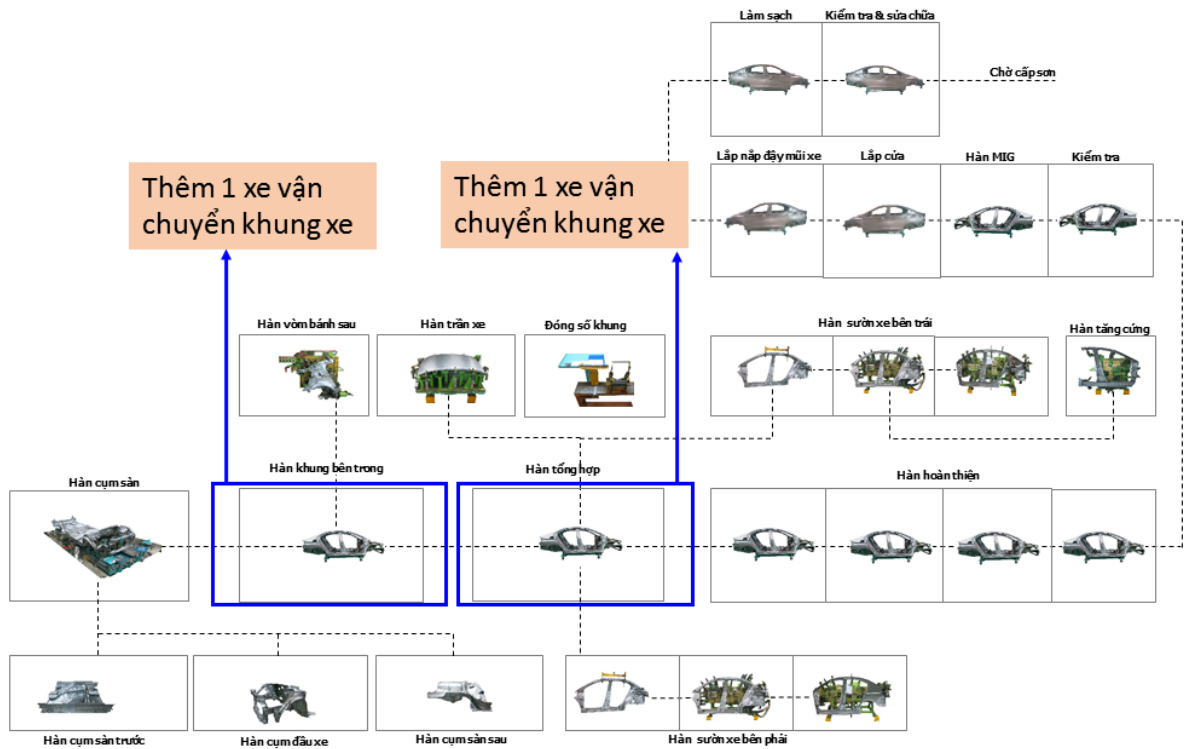 Làm sạch
Kiểm tra & sửa chữa
Chờ cấp sơn
Lắp nắp đậy mũi xe
Lắp cửa
Hàn MIG
Kiểm tra
Thêm 1 xe vận
chuyển khung xe
Thêm 1 xe vận
chuyển khung xe
Hàn vòm bánh sau
Hàn trần xe
Đóng số khung
Hàn sườn xe bên trái
Hàn tăng cứng
Hàn cụm sàn
Hàn khung bên trong
Hàn tổng hợp
Hàn hoàn thiện
Hàn cụm sàn trước
Hàn cụm đầu xe
Hàn cụm sàn sau
Hàn sườn xe bên phải